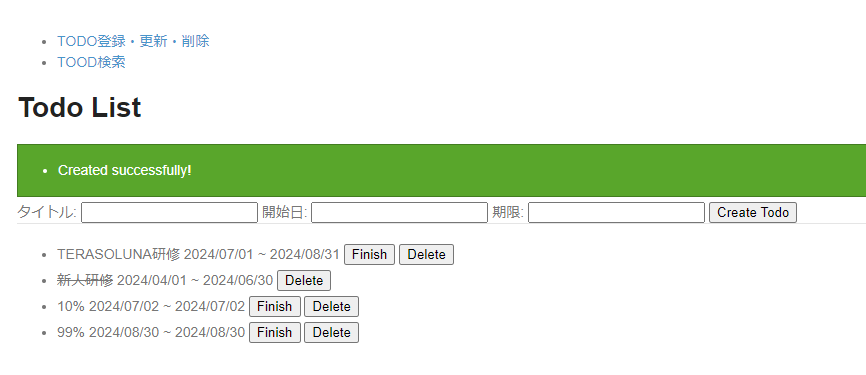 TODO登録・更新・削除
TOOD検索
Todo List
Created successfully!
タイトル: 開始日: 期限: Create Todo
TERASOLUNA研修 2024/07/01 ~ 2024/08/31 Finish Delete
新人研修 2024/04/01 ~ 2024/06/30 Delete
10% 2024/07/02 ~ 2024/07/02 Finish Delete
99% 2024/08/30 ~ 2024/08/30 Finish Delete